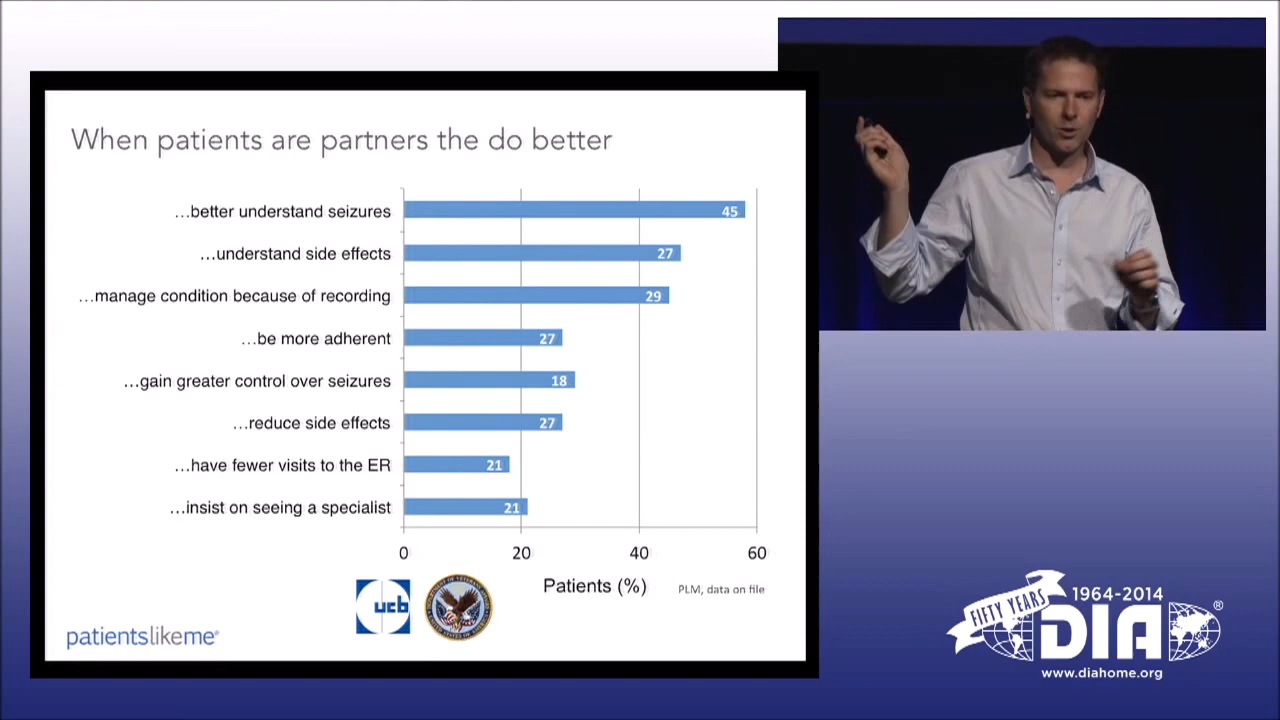 When patients are partners the do better
…better understand seizures
45
…understand side effects
27
…manage condition because of recording
29
…be more adherent
27
…gain greater control over seizures
18
…reduce side effects
27
…have fewer visits to the ER
21
…insist on seeing a specialist
21
0 20 40 60
Patients (%)
PLM, data on file
ucb
patientslikeme®
FIFTY YEARS
1964-2014
DIA®
www.diahome.org